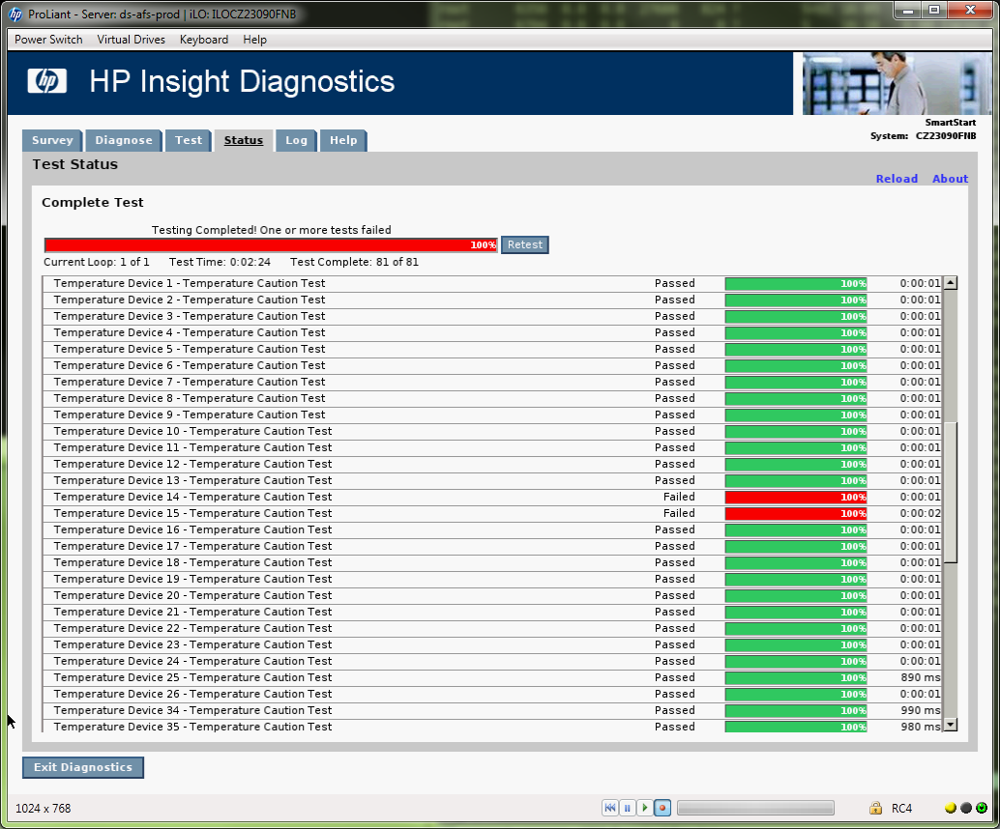 ProLiant - Server: ds-afs-prod | iLO: ILOCZ23090FNB
Power Switch Virtual Drives Keyboard Help
hp HP Insight Diagnostics
SmartStart
System: CZ23090FNB
Survey Diagnose Test Status Log Help
Test Status
Reload About
Complete Test
Testing Completed! One or more tests failed
100% Retest
Current Loop: 1 of 1 Test Time: 0:02:24 Test Complete: 81 of 81
Temperature Device 1 - Temperature Caution Test Passed 100% 0:00:01
Temperature Device 2 - Temperature Caution Test Passed 100% 0:00:01
Temperature Device 3 - Temperature Caution Test Passed 100% 0:00:01
Temperature Device 4 - Temperature Caution Test Passed 100% 0:00:01
Temperature Device 5 - Temperature Caution Test Passed 100% 0:00:01
Temperature Device 6 - Temperature Caution Test Passed 100% 0:00:01
Temperature Device 7 - Temperature Caution Test Passed 100% 0:00:01
Temperature Device 8 - Temperature Caution Test Passed 100% 0:00:01
Temperature Device 9 - Temperature Caution Test Passed 100% 0:00:01
Temperature Device 10 - Temperature Caution Test Passed 100% 0:00:01
Temperature Device 11 - Temperature Caution Test Passed 100% 0:00:01
Temperature Device 12 - Temperature Caution Test Passed 100% 0:00:01
Temperature Device 13 - Temperature Caution Test Passed 100% 0:00:01
Temperature Device 14 - Temperature Caution Test Failed 100% 0:00:01
Temperature Device 15 - Temperature Caution Test Failed 100% 0:00:02
Temperature Device 16 - Temperature Caution Test Passed 100% 0:00:01
Temperature Device 17 - Temperature Caution Test Passed 100% 0:00:01
Temperature Device 18 - Temperature Caution Test Passed 100% 0:00:01
Temperature Device 19 - Temperature Caution Test Passed 100% 0:00:01
Temperature Device 20 - Temperature Caution Test Passed 100% 0:00:01
Temperature Device 21 - Temperature Caution Test Passed 100% 0:00:01
Temperature Device 22 - Temperature Caution Test Passed 100% 0:00:01
Temperature Device 23 - Temperature Caution Test Passed 100% 0:00:01
Temperature Device 24 - Temperature Caution Test Passed 100% 0:00:01
Temperature Device 25 - Temperature Caution Test Passed 100% 890 ms
Temperature Device 26 - Temperature Caution Test Passed 100% 0:00:01
Temperature Device 34 - Temperature Caution Test Passed 100% 990 ms
Temperature Device 35 - Temperature Caution Test Passed 100% 980 ms
Exit Diagnostics
1024 x 768 RC4